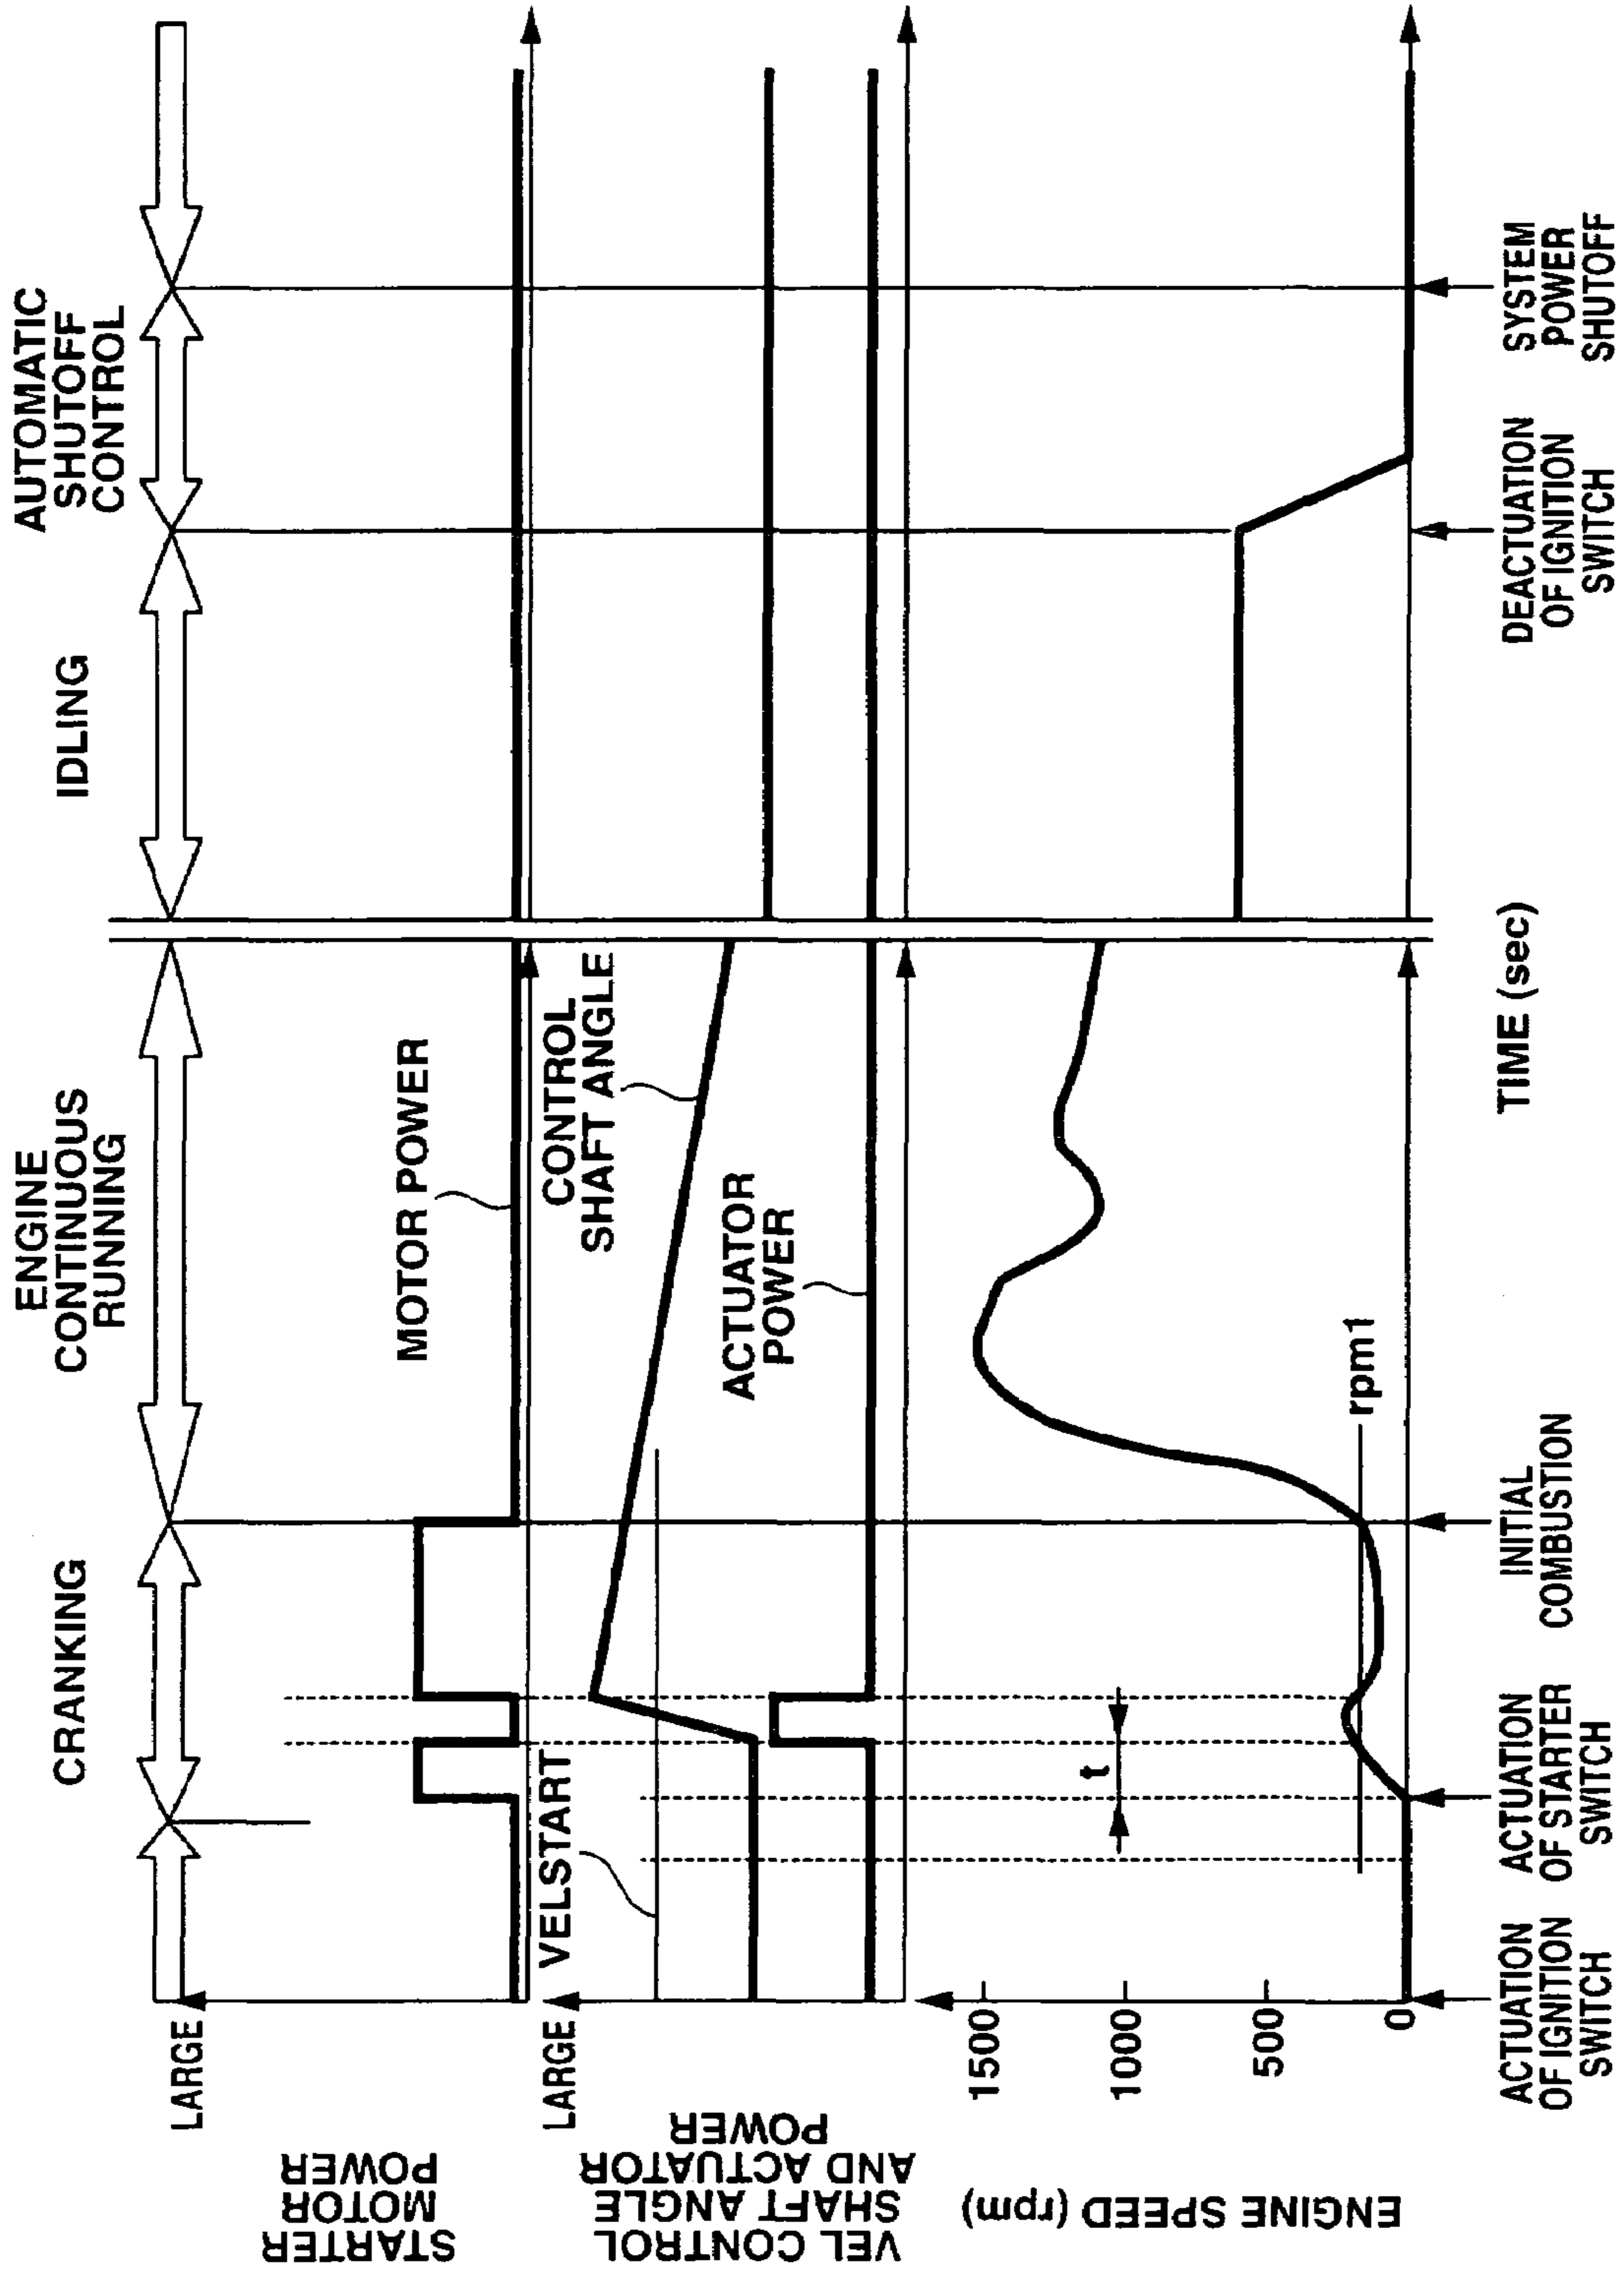 CRANKING
ENGINE
CONTINUOUS
RUNNING
IDLING
AUTOMATIC
SHUTOFF
CONTROL
STARTER
MOTOR
POWER
LARGE
MOTOR POWER
VEL CONTROL
SHAFT ANGLE
AND ACTUATOR
POWER
LARGE
VELSTART
CONTROL
SHAFT ANGLE
ACTUATOR
POWER
ENGINE SPEED (rpm)
1500
1000
500
0
t
rpm1
ACTUATION
OF IGNITION
SWITCH
ACTUATION
OF STARTER
SWITCH
INITIAL
COMBUSTION
TIME (sec)
DEACTUATION
OF IGNITION
SWITCH
SYSTEM
POWER
SHUTOFF